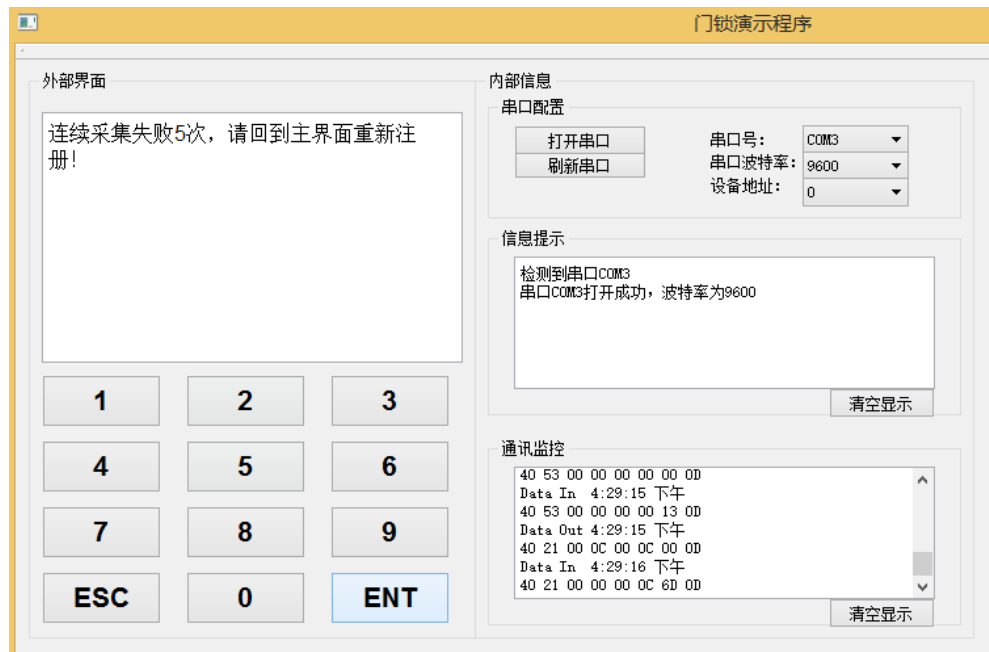 门锁演示程序
外部界面
连续采集失败5次，请回到主界面重新注
册！
1 2 3
4 5 6
7 8 9
ESC 0 ENT
内部信息
串口配置
打开串口
刷新串口
串口号： COM3
串口波特率： 9600
设备地址： 0
信息提示
检测到串口COM3
串口COM3打开成功，波特率为9600
清空显示
通讯监控
40 53 00 00 00 00 00 0D
Data In 4:29:15 下午
40 53 00 00 00 00 13 0D
Data Out 4:29:15 下午
40 21 00 0C 00 0C 00 0D
Data In 4:29:16 下午
40 21 00 00 00 0C 6D 0D
清空显示